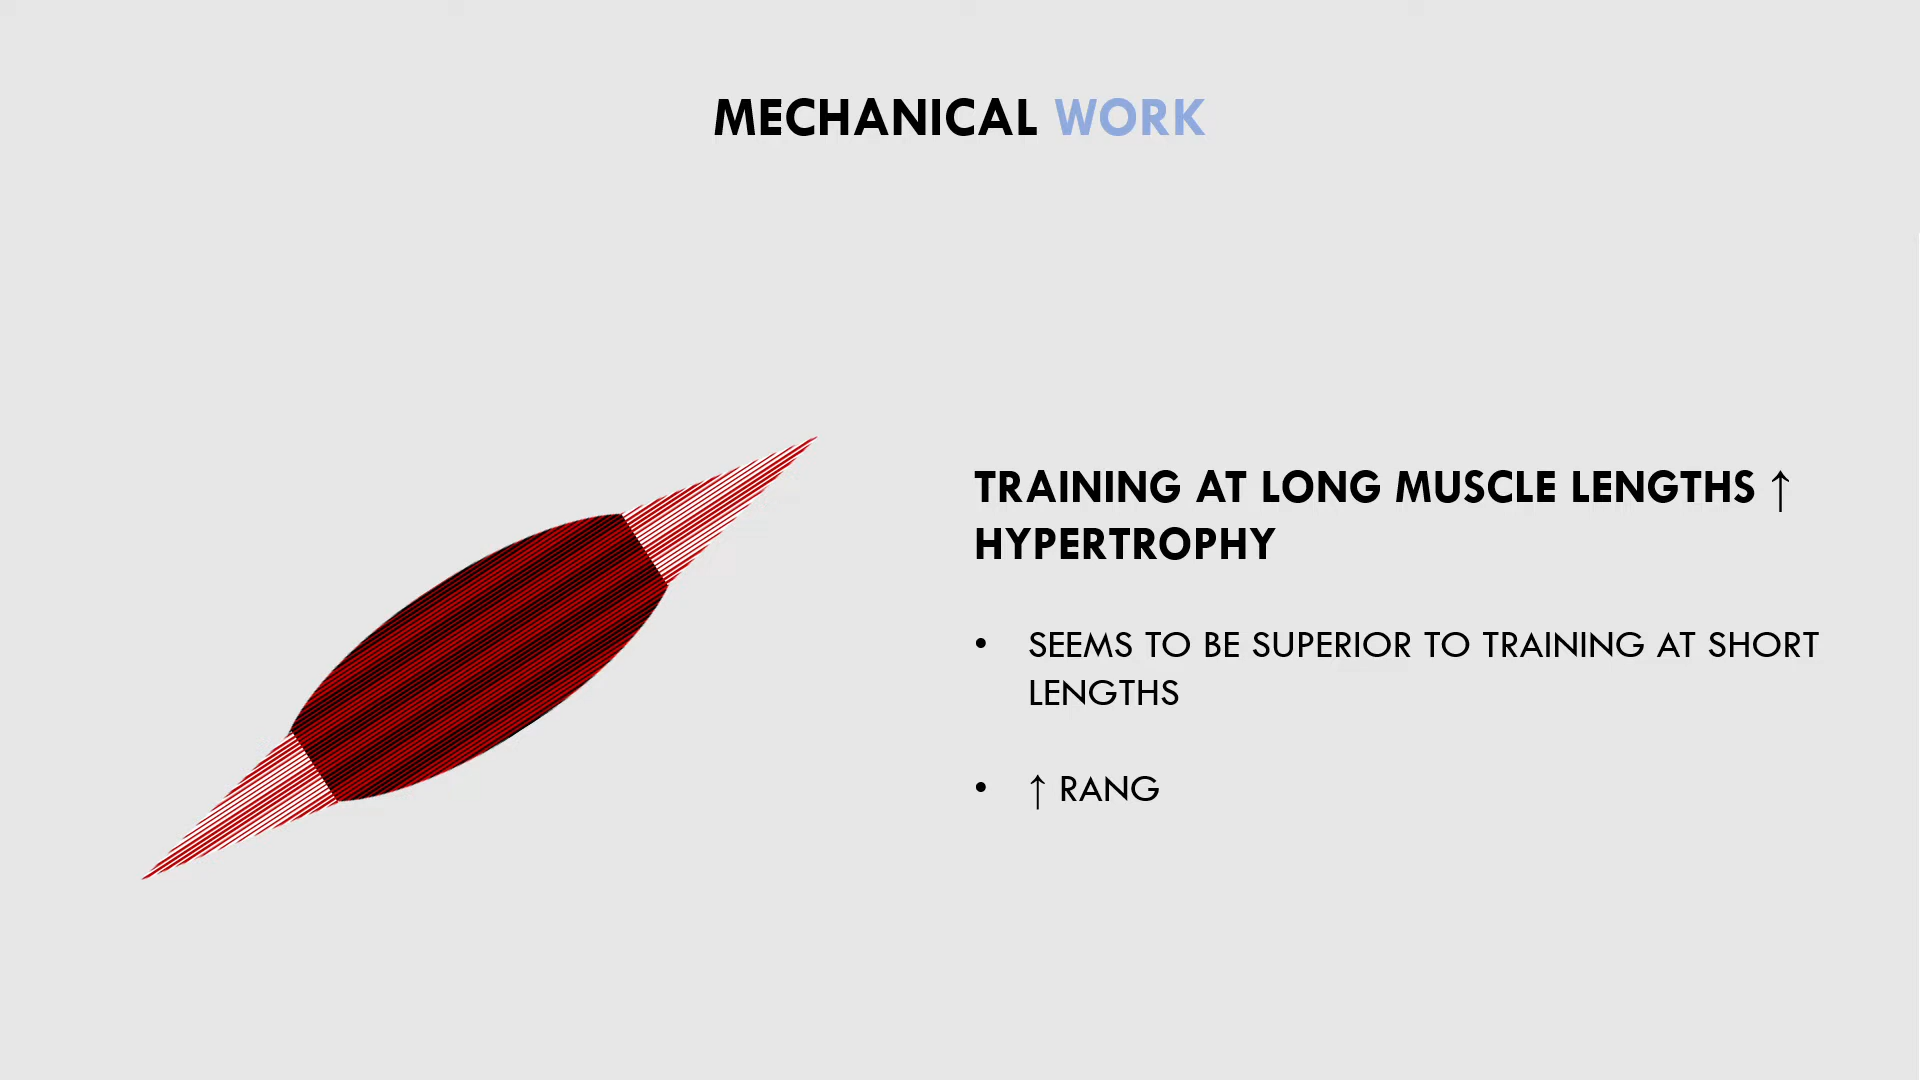 MECHANICAL WORK
TRAINING AT LONG MUSCLE LENGTHS ↑
HYPERTROPHY
• SEEMS TO BE SUPERIOR TO TRAINING AT SHORT
LENGTHS
• ↑ RANG